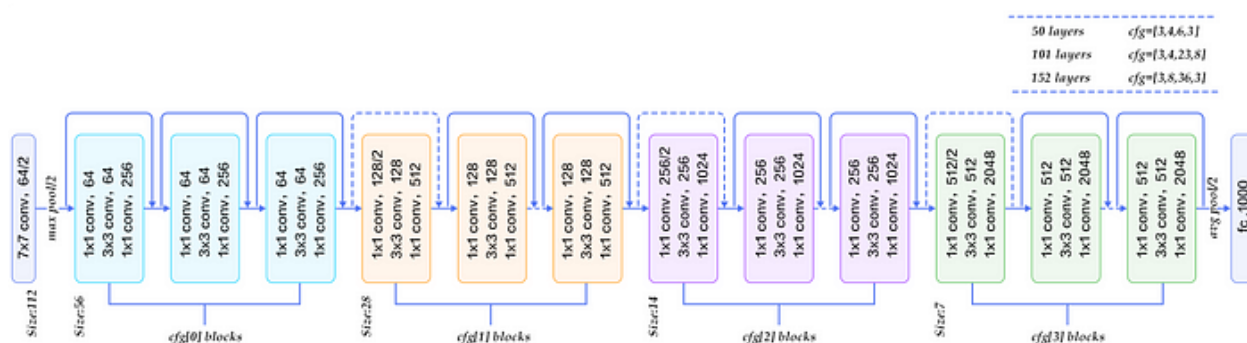 50 layers cfg=[3,4,6,3]
101 layers cfg=[3,4,23,8]
152 layers cfg=[3,8,36,3]
7x7 conv, 64/2
max pool/2
1x1 conv, 64
3x3 conv, 64
1x1 conv, 256
1x1 conv, 64
3x3 conv, 64
1x1 conv, 256
1x1 conv, 64
3x3 conv, 64
1x1 conv, 256
1x1 conv, 128/2
3x3 conv, 128
1x1 conv, 512
1x1 conv, 128
3x3 conv, 128
1x1 conv, 512
1x1 conv, 128
3x3 conv, 128
1x1 conv, 512
1x1 conv, 256/2
3x3 conv, 256
1x1 conv, 1024
1x1 conv, 256
3x3 conv, 256
1x1 conv, 1024
1x1 conv, 256
3x3 conv, 256
1x1 conv, 1024
1x1 conv, 512/2
3x3 conv, 512
1x1 conv, 2048
1x1 conv, 512
3x3 conv, 512
1x1 conv, 2048
1x1 conv, 512
3x3 conv, 512
1x1 conv, 2048
avg pool/2
fc, 1000
Size:112
Size:56
cfg[0] blocks
Size:28
cfg[1] blocks
Size:14
cfg[2] blocks
Size:7
cfg[3] blocks